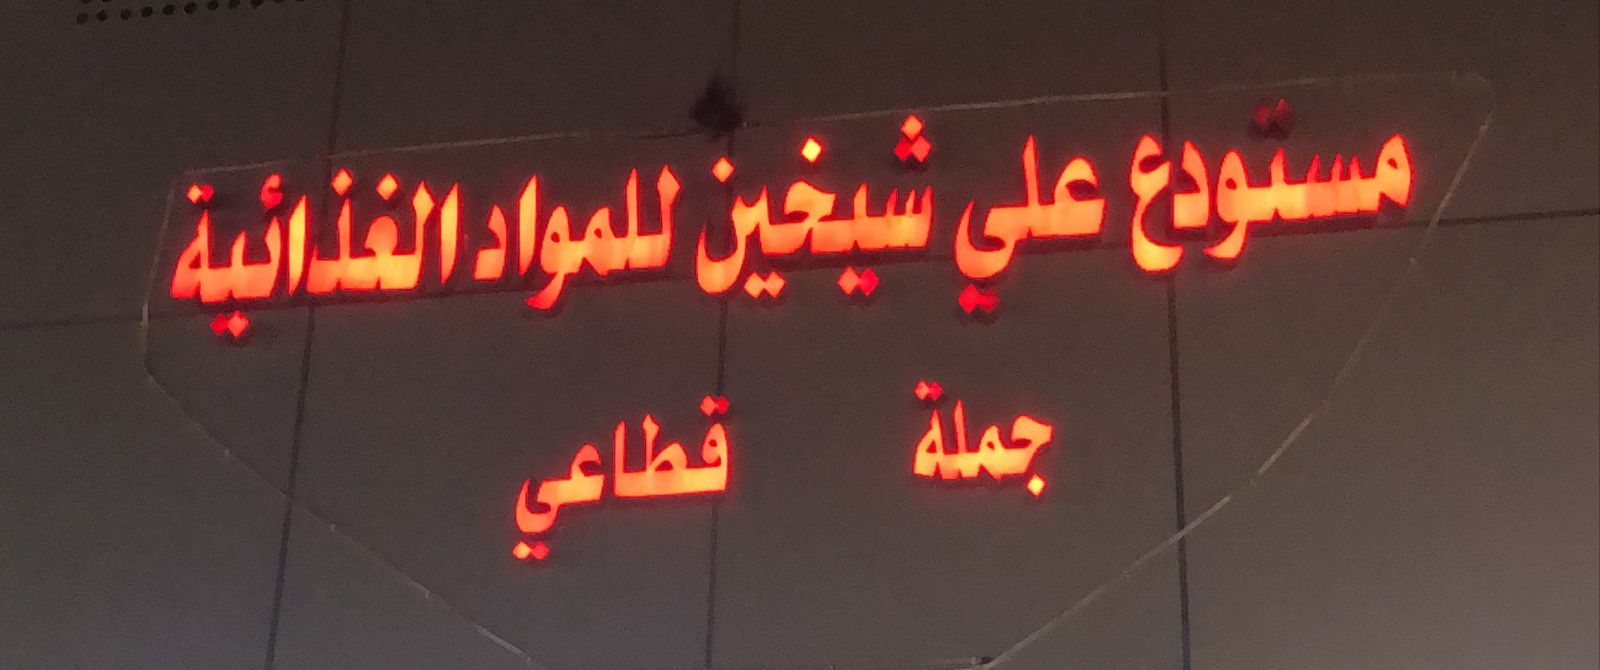 مستودع علي شيخين للمواد الغذائية
جملة قطاعي